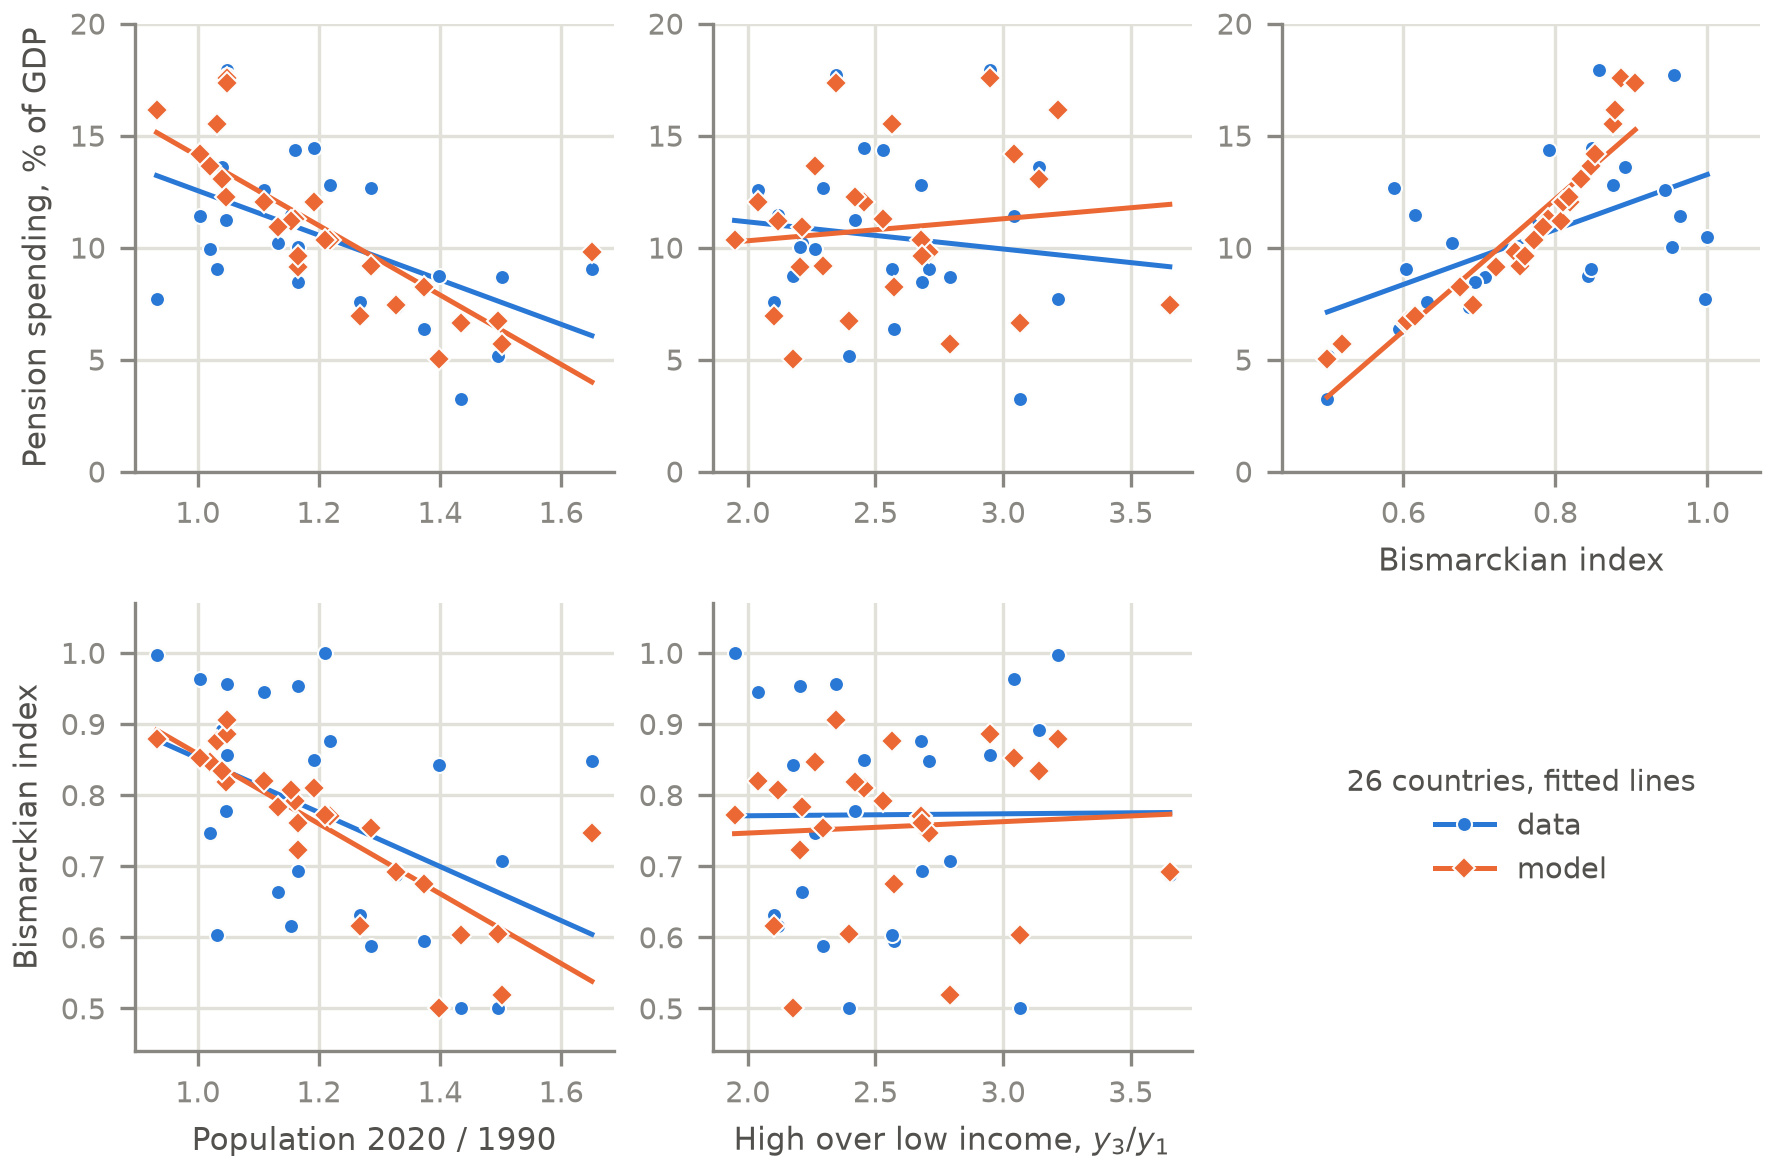 Pension spending, % of GDP
20
15
10
5
0
1.0 1.2 1.4 1.6
20
15
10
5
0
2.0 2.5 3.0 3.5
20
15
10
5
0
0.6 0.8 1.0
Bismarckian index
Bismarckian index
1.0
0.9
0.8
0.7
0.6
0.5
1.0 1.2 1.4 1.6
Population 2020 / 1990
1.0
0.9
0.8
0.7
0.6
0.5
2.0 2.5 3.0 3.5
High over low income, y₃/y₁
26 countries, fitted lines
data
model